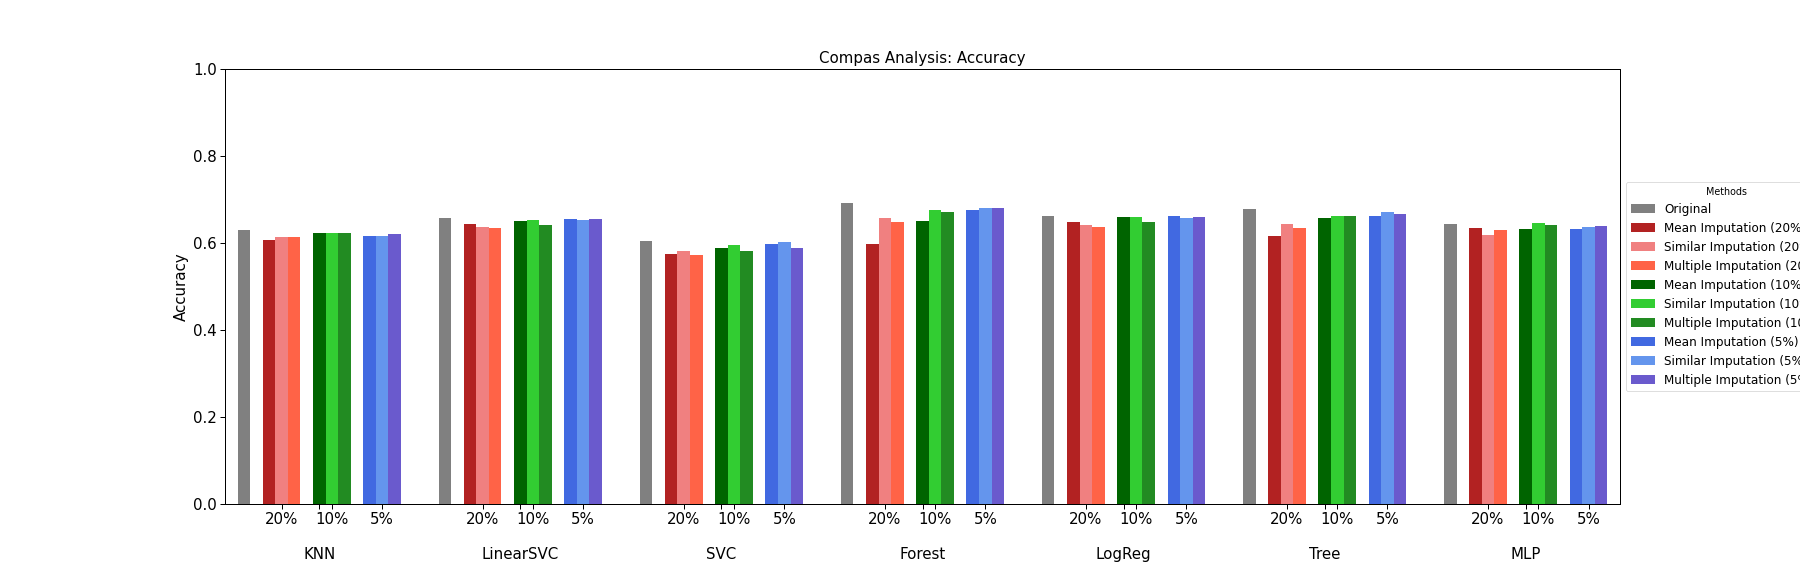 Compas Analysis: Accuracy
1.0
0.8
0.6
0.4
0.2
0.0
Accuracy
20% 10% 5% 20% 10% 5% 20% 10% 5% 20% 10% 5% 20% 10% 5% 20% 10% 5% 20% 10% 5%
KNN LinearSVC SVC Forest LogReg Tree MLP
Methods
Original
Mean Imputation (20%
Similar Imputation (20
Multiple Imputation (20
Mean Imputation (10%
Similar Imputation (10
Multiple Imputation (10
Mean Imputation (5%)
Similar Imputation (5%
Multiple Imputation (5%